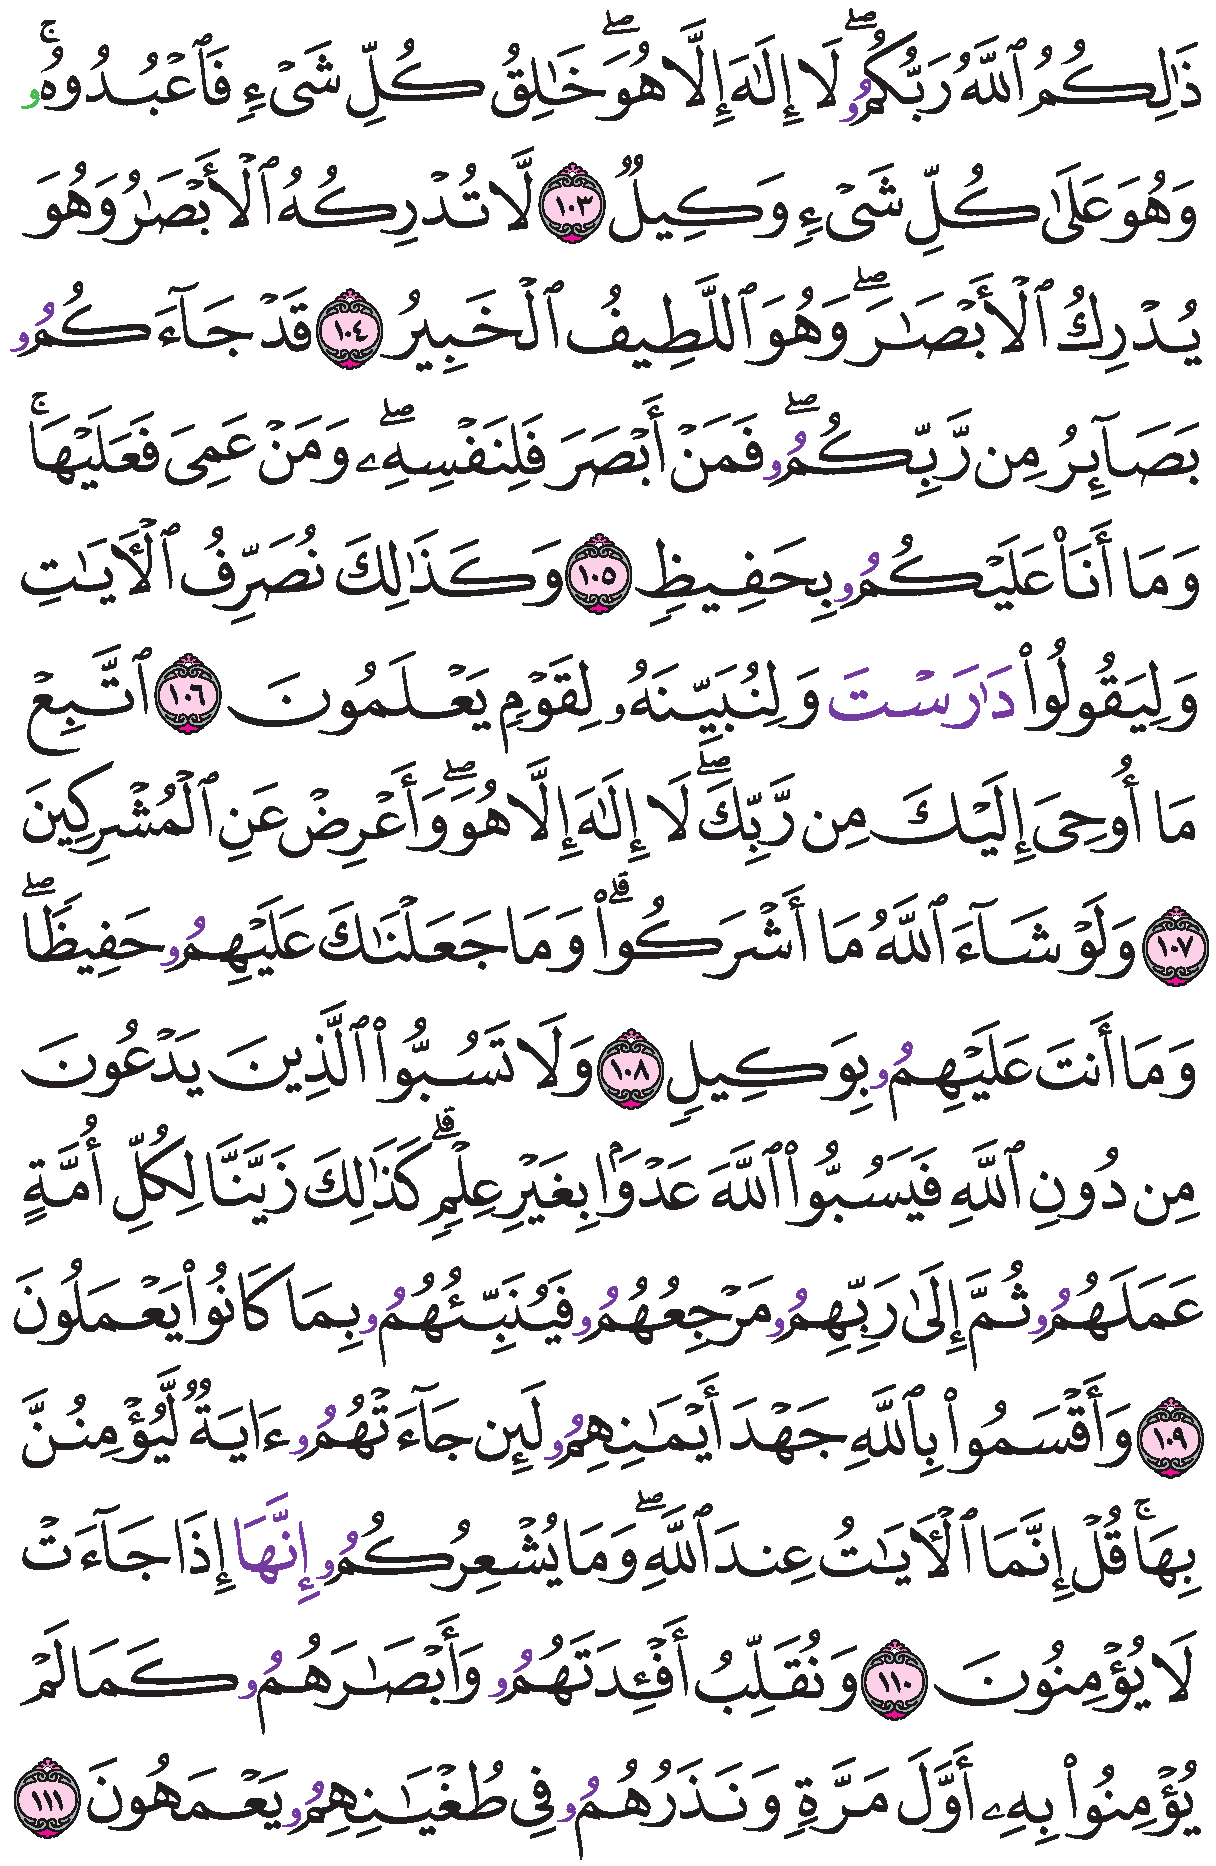 ذَٰلِكُمُ ٱللَّهُ رَبُّكُمُۥۖ لَا إِلَٰهَ إِلَّا هُوَۖ خَٰلِقُ كُلِّ شَىْءٍ فَٱعْبُدُوهُۥۚ
وَهُوَ عَلَىٰ كُلِّ شَىْءٍ وَكِيلٌ ١٠٣ لَّا تُدْرِكُهُ ٱلْأَبْصَٰرُ وَهُوَ
يُدْرِكُ ٱلْأَبْصَٰرَۖ وَهُوَ ٱللَّطِيفُ ٱلْخَبِيرُ ١٠٤ قَدْ جَآءَكُمُۥ
بَصَآئِرُ مِن رَّبِّكُمُۥۖ فَمَنْ أَبْصَرَ فَلِنَفْسِهِۦۖ وَمَنْ عَمِىَ فَعَلَيْهَاۚ
وَمَا أَنَا۠ عَلَيْكُمُۥ بِحَفِيظٍ ١٠٥ وَكَذَٰلِكَ نُصَرِّفُ ٱلْأَيَٰتِ
وَلِيَقُولُوا۟ دَٰرَسْتَ وَلِنُبَيِّنَهُۥ لِقَوْمٍ يَعْلَمُونَ ١٠٦ ٱتَّبِعْ
مَا أُوحِىَ إِلَيْكَ مِن رَّبِّكَۖ لَا إِلَٰهَ إِلَّا هُوَۖ وَأَعْرِضْ عَنِ ٱلْمُشْرِكِينَ
١٠٧ وَلَوْ شَآءَ ٱللَّهُ مَا أَشْرَكُوا۟ۗ وَمَا جَعَلْنَٰكَ عَلَيْهِمُۥ حَفِيظًاۖ
وَمَا أَنتَ عَلَيْهِمُۥ بِوَكِيلٍ ١٠٨ وَلَا تَسُبُّوا۟ ٱلَّذِينَ يَدْعُونَ
مِن دُونِ ٱللَّهِ فَيَسُبُّوا۟ ٱللَّهَ عَدْوًۢا بِغَيْرِ عِلْمٍۗ كَذَٰلِكَ زَيَّنَّا لِكُلِّ أُمَّةٍ
عَمَلَهُمُۥ ثُمَّ إِلَىٰ رَبِّهِمُۥ مَرْجِعُهُمُۥ فَيُنَبِّئُهُمُۥ بِمَا كَانُوا۟ يَعْمَلُونَ
١٠٩ وَأَقْسَمُوا۟ بِٱللَّهِ جَهْدَ أَيْمَٰنِهِمُۥ لَئِن جَآءَتْهُمُۥ ءَايَةٌ لَّيُؤْمِنُنَّ
بِهَاۚ قُلْ إِنَّمَا ٱلْأَيَٰتُ عِندَ ٱللَّهِۖ وَمَا يُشْعِرُكُمُۥ إِنَّهَا إِذَا جَآءَتْ
لَا يُؤْمِنُونَ ١١٠ وَنُقَلِّبُ أَفْـِٔدَتَهُمُۥ وَأَبْصَٰرَهُمُۥ كَمَا لَمْ
يُؤْمِنُوا۟ بِهِۦ أَوَّلَ مَرَّةٍ وَنَذَرُهُمُۥ فِى طُغْيَٰنِهِمُۥ يَعْمَهُونَ ١١١